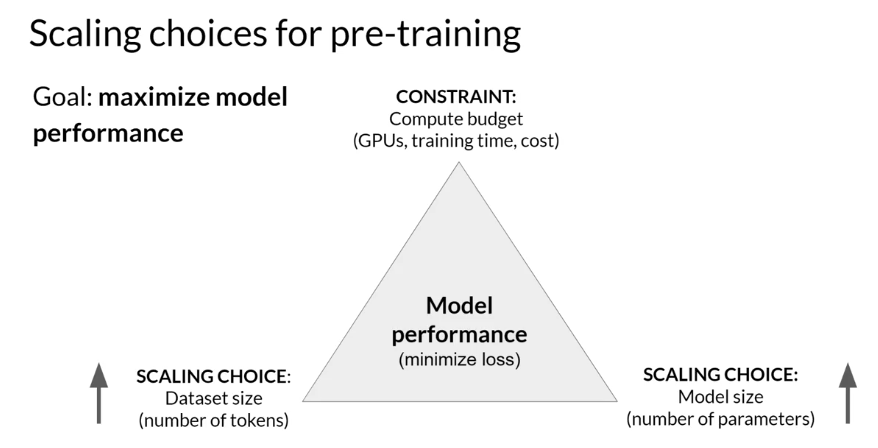 Scaling choices for pre-training
Goal: maximize model
performance
CONSTRAINT:
Compute budget
(GPUs, training time, cost)
Model
performance
(minimize loss)
SCALING CHOICE:
Dataset size
(number of tokens)
SCALING CHOICE:
Model size
(number of parameters)